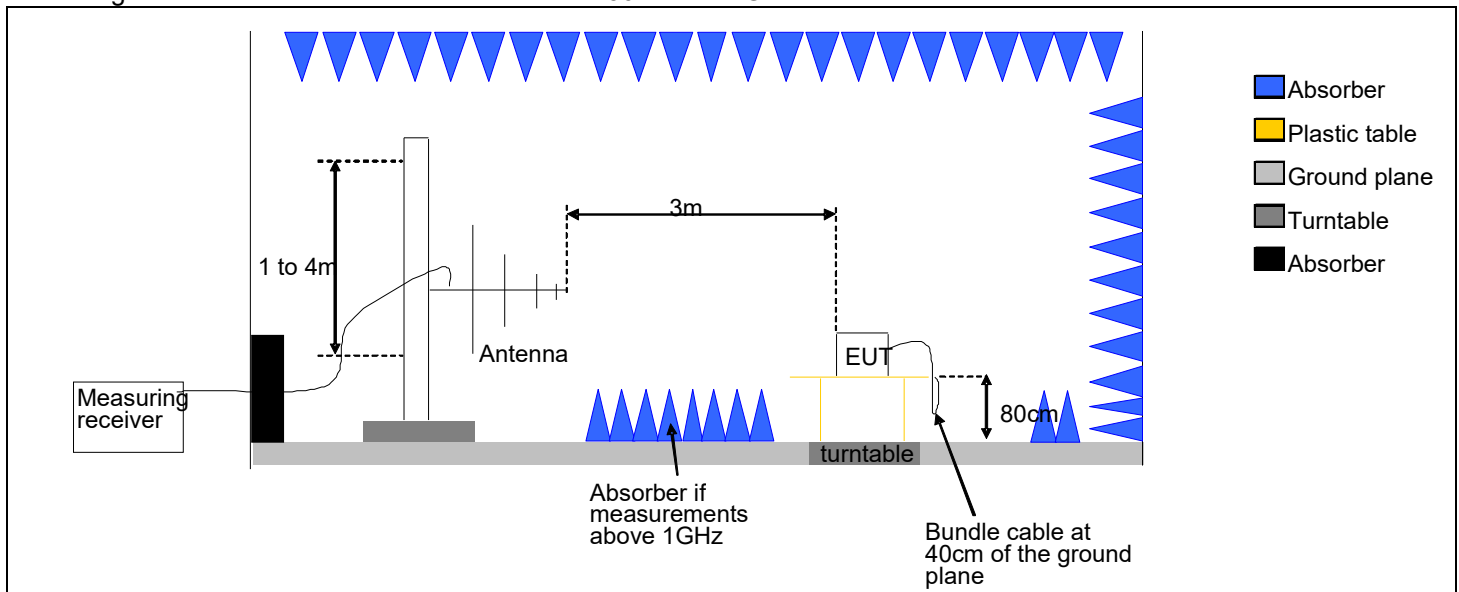 Absorber
Plastic table
Ground plane
Turntable
Absorber
3m
1 to 4m
Antenna
EUT
Measuring
receiver
80cm
turntable
Absorber if
measurements
above 1GHz
Bundle cable at
40cm of the ground
plane